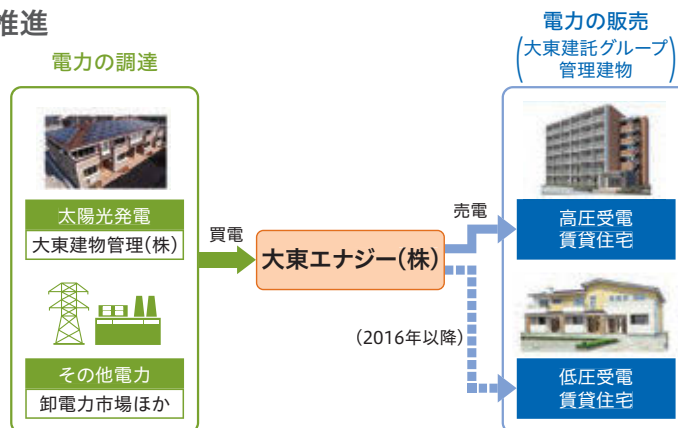 推進
電力の調達
太陽光発電
大東建物管理(株)
その他電力
卸電力市場ほか
買電
大東エナジー(株)
売電
(2016年以降)
電力の販売
(大東建託グループ
管理建物)
高圧受電
賃貸住宅
低圧受電
賃貸住宅